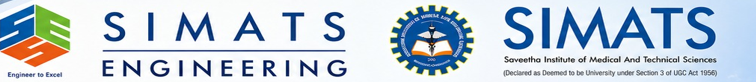 SES
Engineer to Excel
SIMATS
ENGINEERING
SIMATS
Saveetha Institute of Medical And Technical Sciences
(Declared as Deemed to be University under Section 3 of UGC Act 1956)